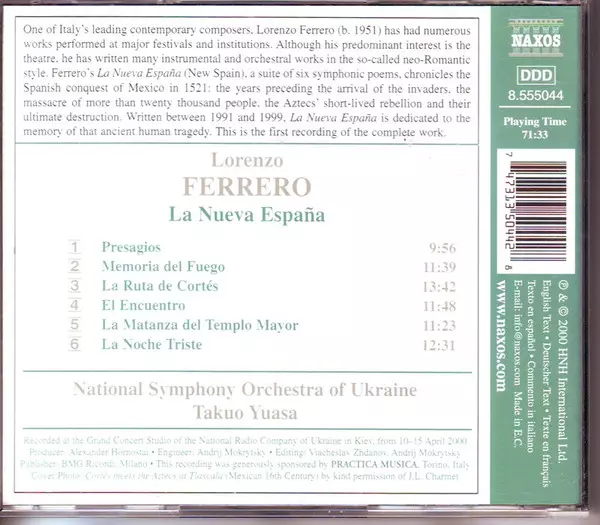 One of Italy's leading contemporary composers, Lorenzo Ferrero (b. 1951) has had numerous
works performed at major festivals and institutions. Although his predominant interest is the
theatre, he has written many instrumental and orchestral works in the so-called neo-Romantic
style. Ferrero's La Nueva España (New Spain), a suite of six symphonic poems, chronicles the
Spanish conquest of Mexico in 1521: the years preceding the arrival of the invaders, the
massacre of more than twenty thousand people, the Aztecs' short-lived rebellion and their
ultimate destruction. Written between 1991 and 1999, La Nueva España is dedicated to the
memory of that ancient human tragedy. This is the first recording of the complete work.
Lorenzo
FERRERO
La Nueva España
1 Presagios 9:56
2 Memoria del Fuego 11:39
3 La Ruta de Cortés 13:42
4 El Encuentro 11:48
5 La Matanza del Templo Mayor 11:23
6 La Noche Triste 12:31
National Symphony Orchestra of Ukraine
Takuo Yuasa
Recorded at the Grand Concert Studio of the National Radio Company of Ukraine in Kiev, from 10-15 April 2000
Producer: Alexander Hornostai • Engineer: Andrij Mokrytsky • Editing: Viacheslav Zhdanov, Andrij Mokrytsky
Publisher: BMG Ricordi, Milano • This recording was generously sponsored by PRACTICA MUSICA, Torino, Italy
Cover Photo: Cortés meets the Aztecs at Tlaxcala (Mexican 16th Century) by kind permission of J.L. Charmet
NAXOS
DDD
8.555044
Playing Time
71:33
7 47313 50442 8
www.naxos.com
℗ & © 2000 HNH International Ltd.
English Text • Deutscher Text • Texte en français
Texto en español • Commento in italiano
E-mail: info@naxos.com Made in E.C.